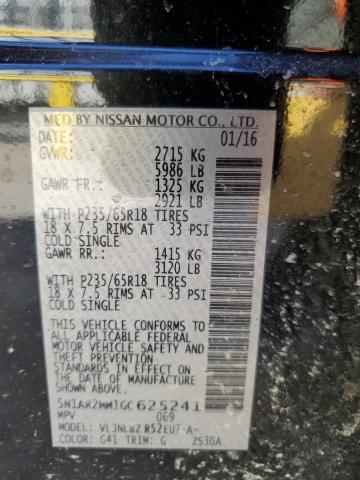 MFD BY NISSAN MOTOR CO., LTD.
DATE: 01/16
GVWR: 2715 KG
5986 LB
GAWR FR: 1325 KG
2921 LB
WITH P235/65R18 TIRES
18 X 7.5 RIMS AT 33 PSI
COLD SINGLE
GAWR RR: 1415 KG
3120 LB
WITH P235/65R18 TIRES
18 X 7.5 RIMS AT 33 PSI
COLD SINGLE
THIS VEHICLE CONFORMS TO
ALL APPLICABLE FEDERAL
MOTOR VEHICLE PROTECTION
STANDARDS IN EFFECT ON
THE DATE OF MANUFACTURE
SHOWN ABOVE.
5N1AR2MM1GC625241
MPV 069
MODEL: VLJNLBZ R52EU7-A-
COLOR: G41 TRIM: G 2S30A